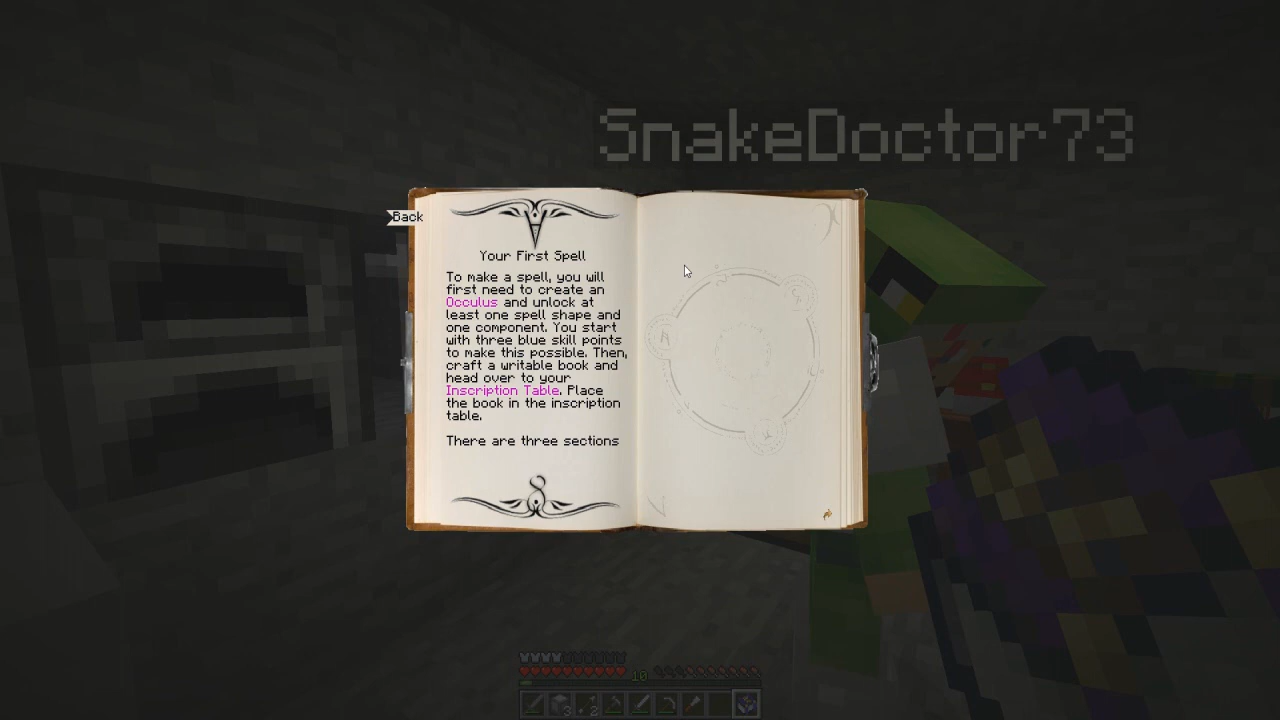 SnakeDoctor73
Back
Your First Spell
To make a spell, you will
first need to create an
Occulus and unlock at
least one spell shape and
one component. You start
with three blue skill points
to make this possible. Then,
craft a writable book and
head over to your
Inscription Table. Place
the book in the inscription
table.
There are three sections
10
3
2